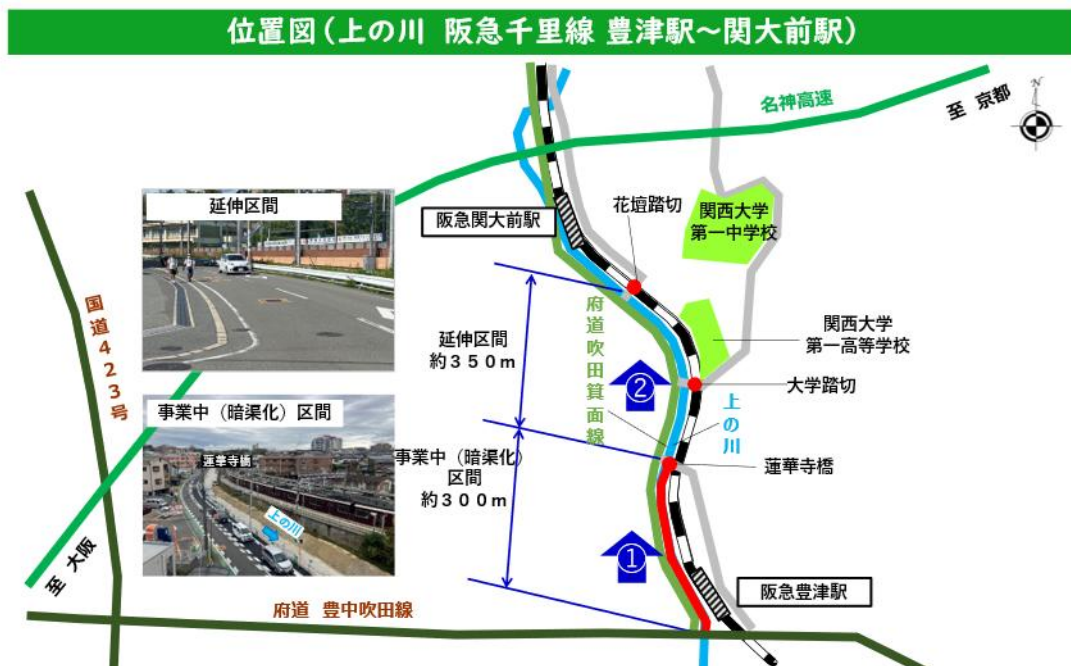 位置図(上の川 阪急千里線 豊津駅~関大前駅)
名神高速
至 京都
N
延伸区間
阪急関大前駅
花壇踏切
関西大学
第一中学校
国道423号
延伸区間
約350m
府道吹田箕面線
②
関西大学
第一高等学校
大学踏切
上の川
事業中(暗渠化)区間
蓮華寺橋
上の川
事業中(暗渠化)
区間
約300m
蓮華寺橋
①
至 大阪
阪急豊津駅
府道 豊中吹田線